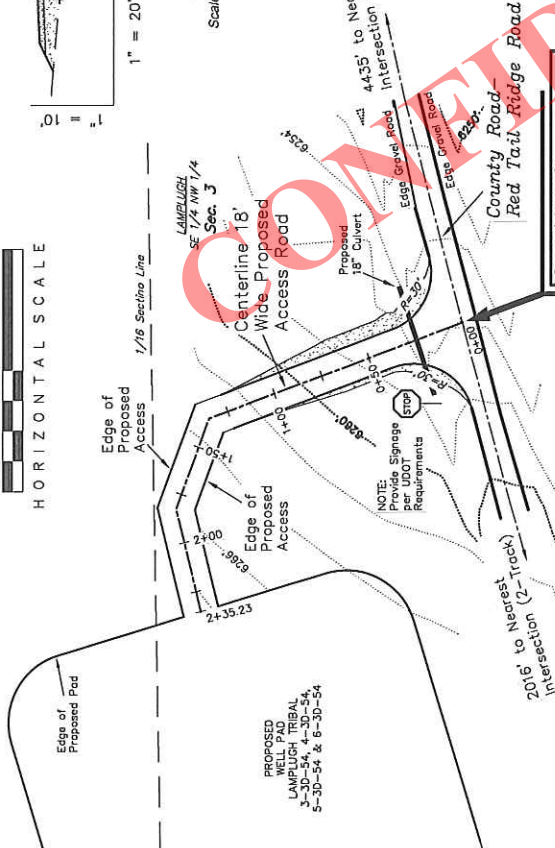 HORIZONTAL SCALE
1" = 10'
1" = 20'
1/16 Sectino Line
LAMPLUGH
SE 1/4 NW 1/4
Sec. 3
Edge of
Proposed
Access
Centerline 18'
Wide Proposed
Access Road
6254'
4435' to
Intersection
Edge Gravel Road
Edge Gravel Road
6250'
County Road-
Red Tail Ridge Road
Proposed
18" Culvert
R=30'
R=30'
0+00
0+50
1+00
1+50
2+00
2+35.23
6260'
6266'
STOP
NOTE:
Provide Signage
per UDOT
Requirements
Edge of
Proposed
Access
2016' to Nearest
Intersection (2-Track)
Edge of
Proposed Pad
PROPOSED
WELL PAD
LAMPLUGH TRIBAL
3-3D-54, 4-3D-54,
5-3D-54 & 6-3D-54